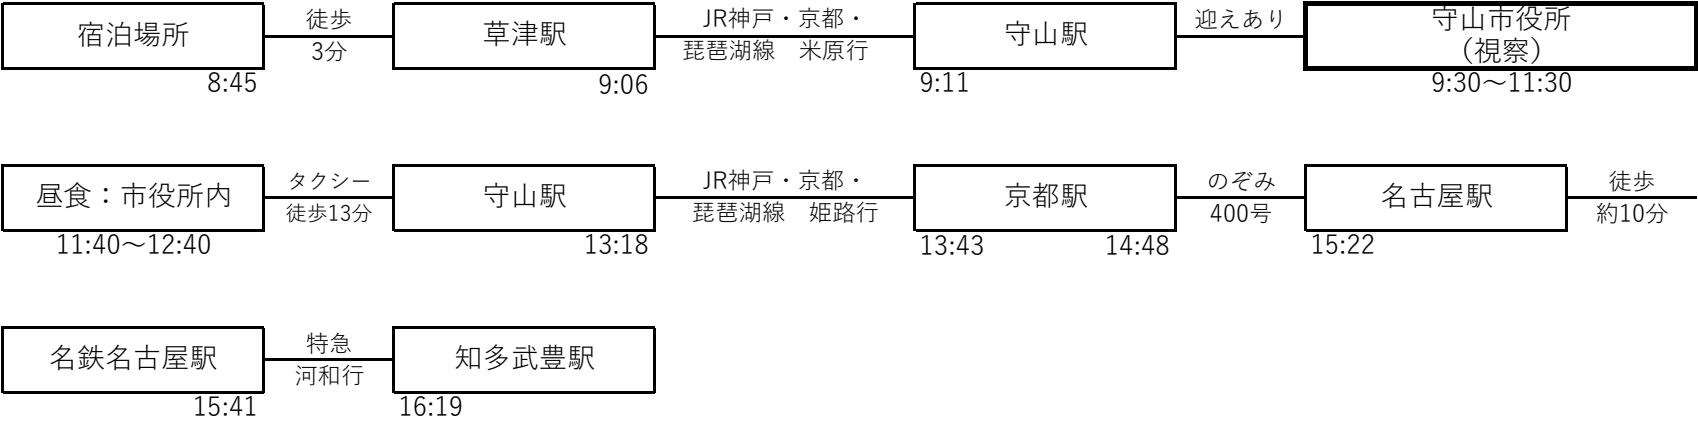 宿泊場所
徒歩
3分
草津駅
JR神戸・京都・
琵琶湖線　米原行
守山駅
迎えあり
守山市役所
（視察）
8:45
9:06
9:11
9:30～11:30
昼食：市役所内
タクシー
徒歩13分
守山駅
JR神戸・京都・
琵琶湖線　姫路行
京都駅
のぞみ
400号
名古屋駅
徒歩
約10分
11:40～12:40
13:18
13:43
14:48
15:22
名鉄名古屋駅
特急
河和行
知多武豊駅
15:41
16:19